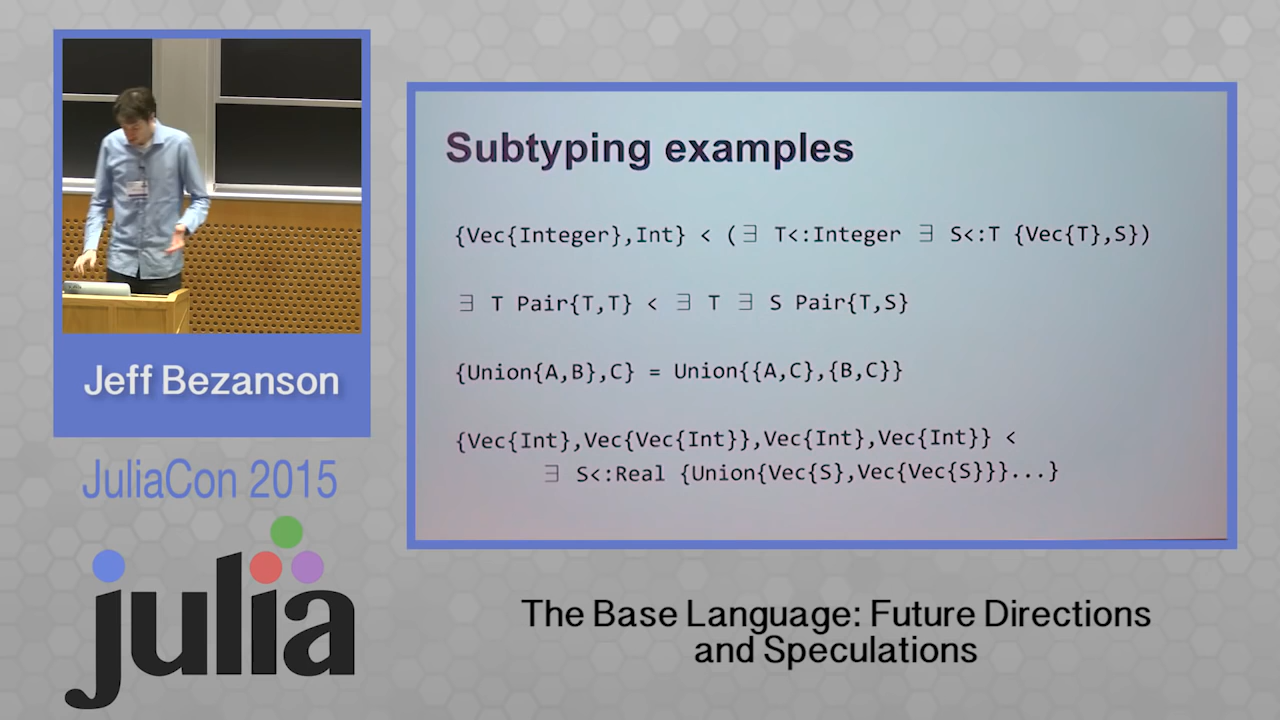 Subtyping examples
{Vec{Integer},Int} < (∃ T<:Integer ∃ S<:T {Vec{T},S})
∃ T Pair{T,T} < ∃ T ∃ S Pair{T,S}
{Union{A,B},C} = Union{{A,C},{B,C}}
{Vec{Int},Vec{Vec{Int}},Vec{Int},Vec{Int}} <
∃ S<:Real {Union{Vec{S},Vec{Vec{S}}}...}
Jeff Bezanson
JuliaCon 2015
julia
The Base Language: Future Directions
and Speculations